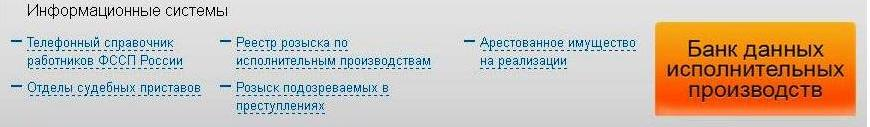 Информационные системы
Телефонный справочник
работников ФССП России
Отделы судебных приставов
Реестр розыска по
исполнительным производствам
Розыск подозреваемых в
преступлениях
Арестованное имущество
на реализации
Банк данных
исполнительных
производств